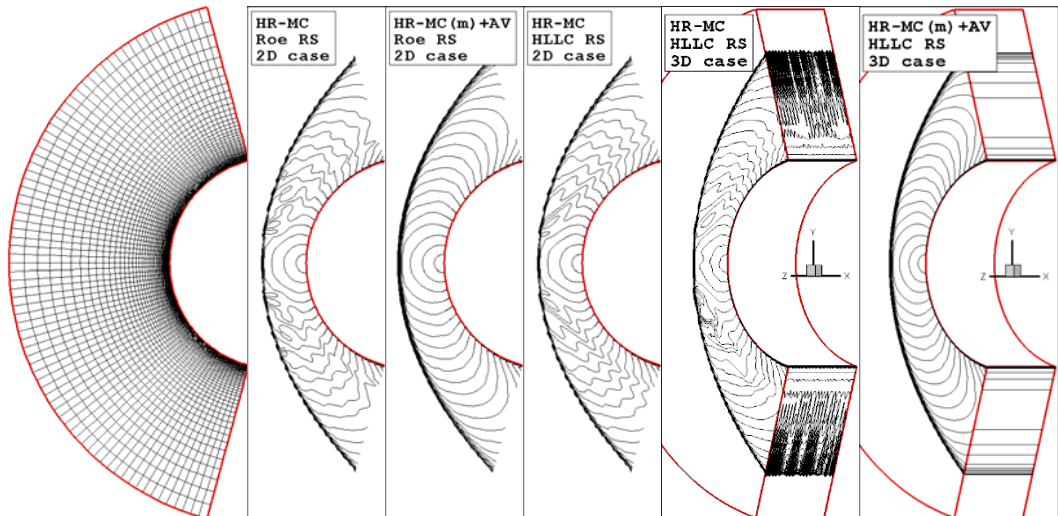 HR-MC
Roe RS
2D case
HR-MC(m)+AV
Roe RS
2D case
HR-MC
HLLC RS
2D case
HR-MC
HLLC RS
3D case
HR-MC(m)+AV
HLLC RS
3D case
Y
Z
X
Y
Z
X